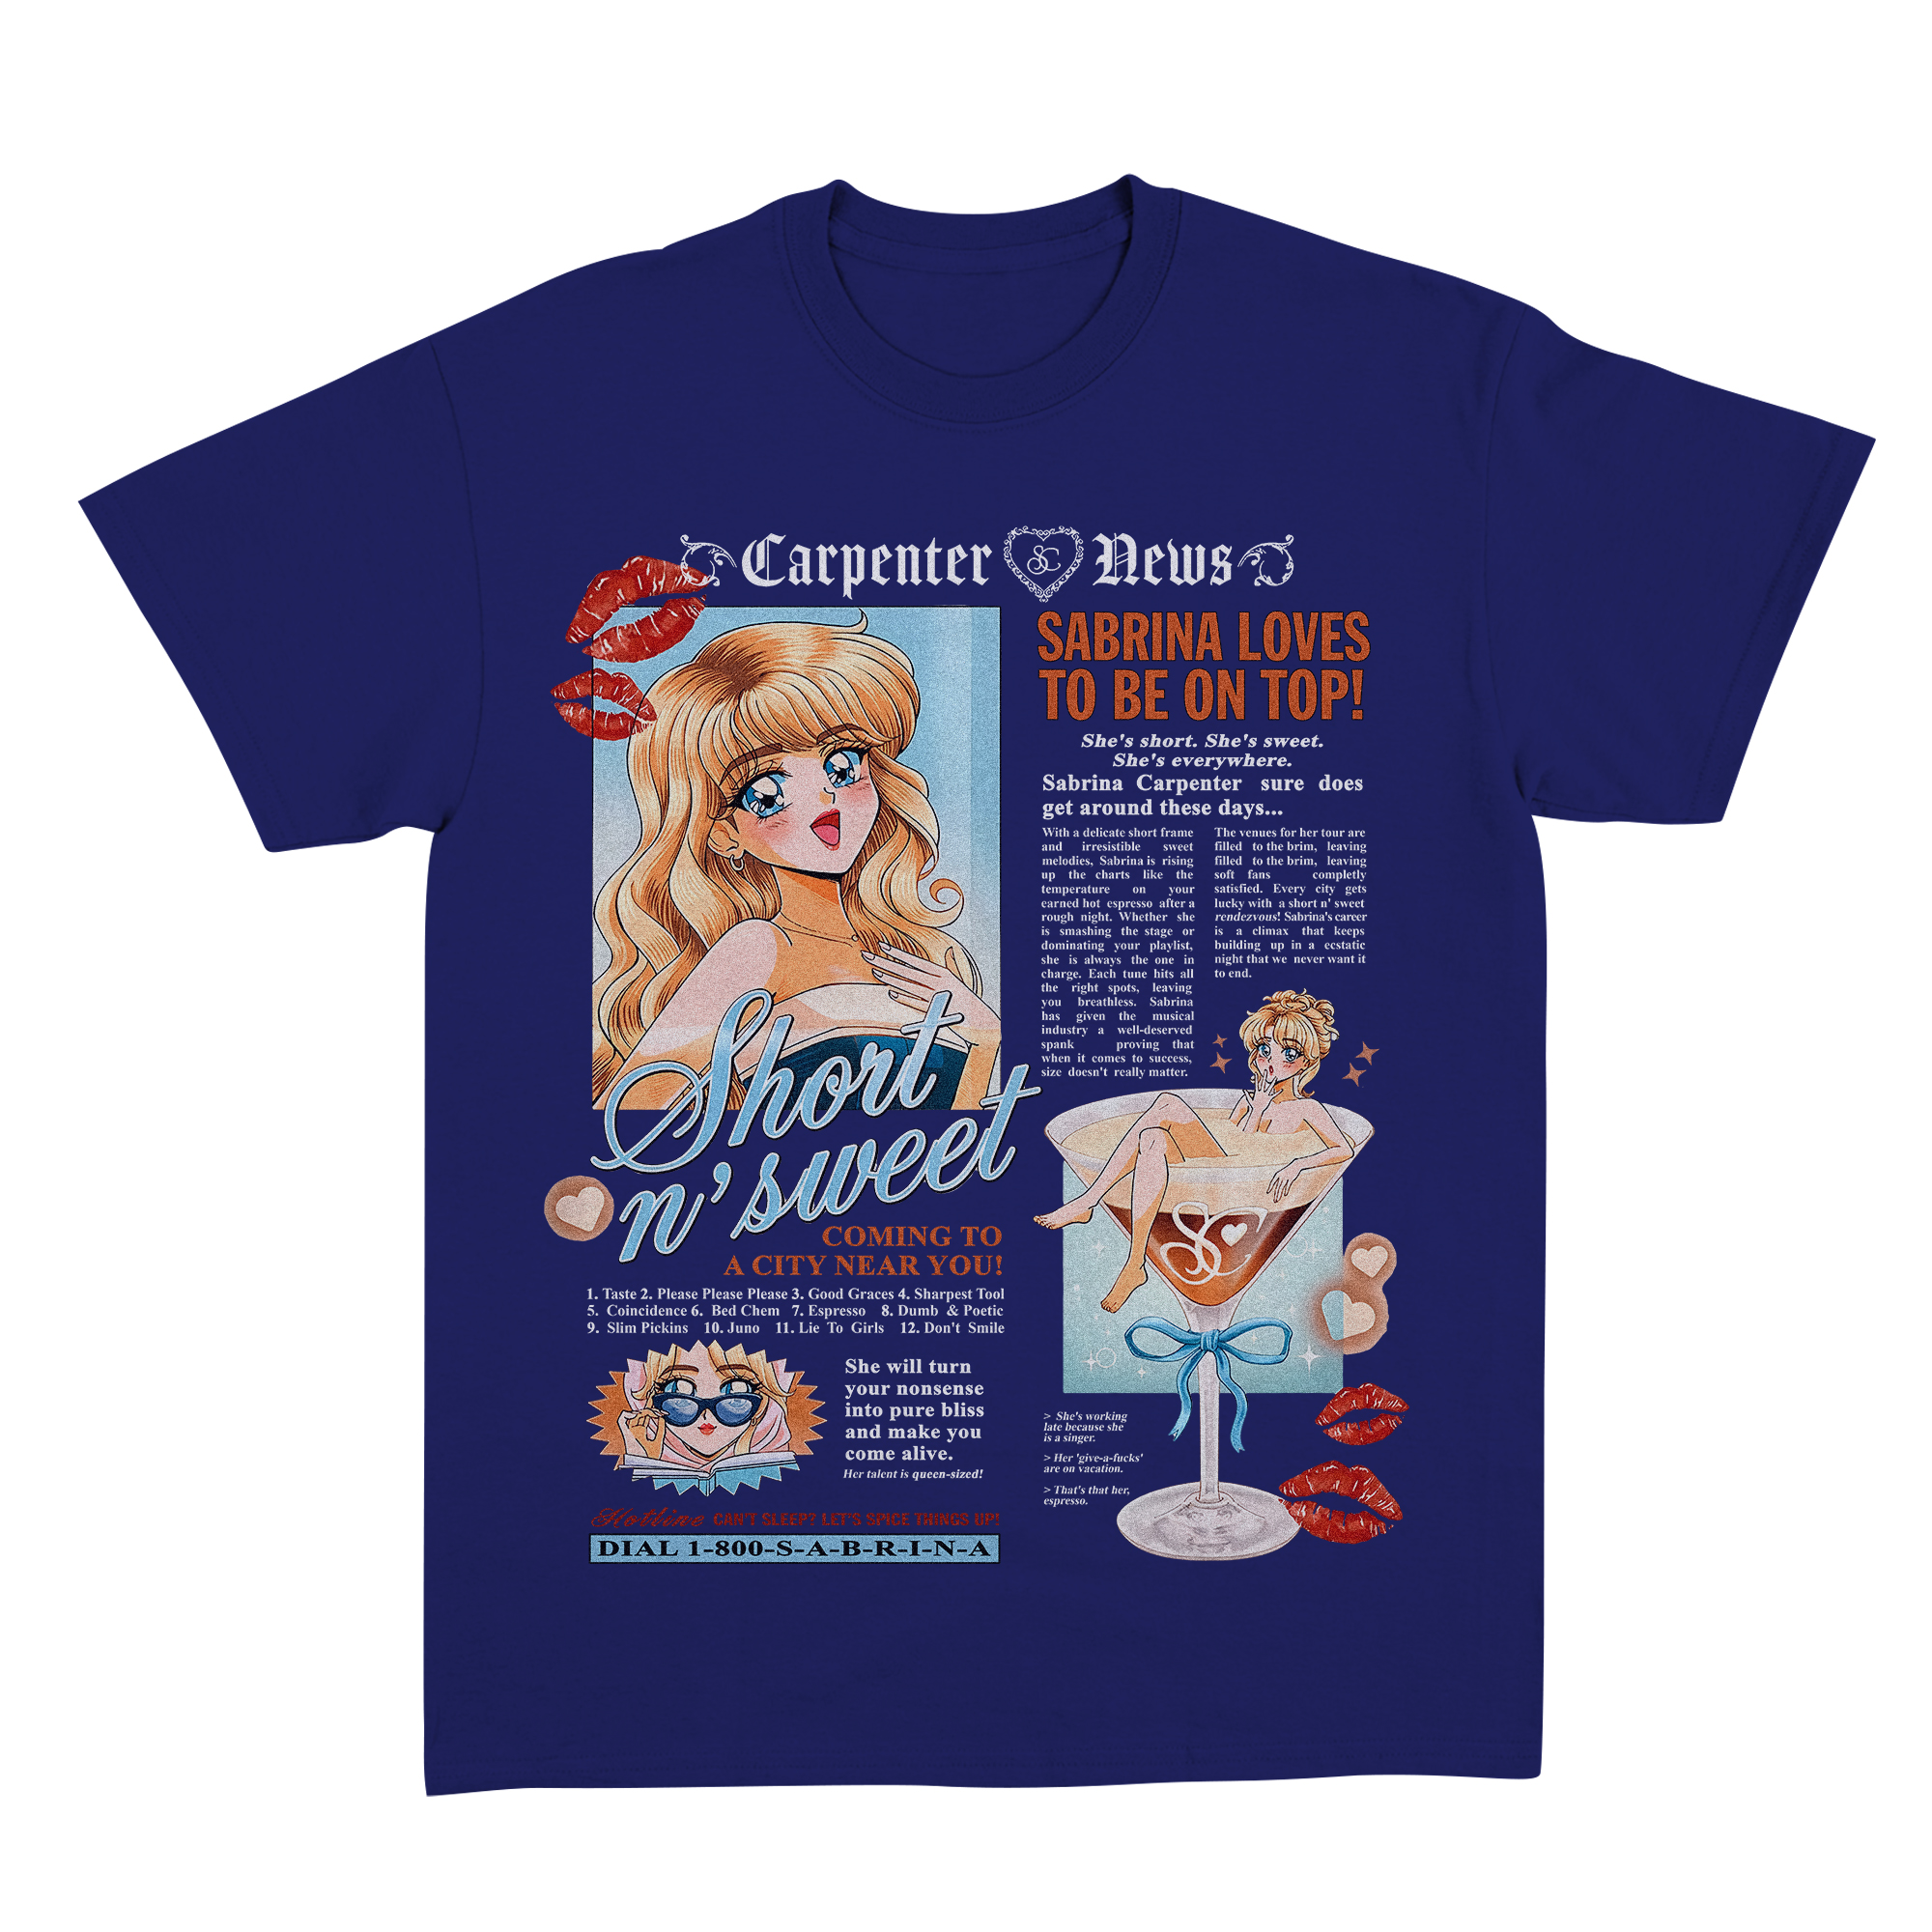 Carpenter SC News
SABRINA LOVES
TO BE ON TOP!
She's short. She's sweet.
She's everywhere.
Sabrina Carpenter sure does
get around these days...
With a delicate short frame
and irresistible sweet
melodies, Sabrina is rising
up the charts like the
temperature on your
earned hot espresso after a
rough night. Whether she
is smashing the stage or
dominating your playlist,
she is always the one in
charge. Each tune hits all
the right spots, leaving
you breathless. Sabrina
has given the musical
industry a well-deserved
spank proving that
when it comes to success,
size doesn't really matter.
The venues for her tour are
filled to the brim, leaving
filled to the brim, leaving
soft fans completly
satisfied. Every city gets
lucky with a short n' sweet
rendezvous! Sabrina's career
is a climax that keeps
building up in a ecstatic
night that we never want it
to end.
Short
n' sweet
COMING TO
A CITY NEAR YOU!
1. Taste 2. Please Please Please 3. Good Graces 4. Sharpest Tool
5. Coincidence 6. Bed Chem 7. Espresso 8. Dumb & Poetic
9. Slim Pickins 10. Juno 11. Lie To Girls 12. Don't Smile
She will turn
your nonsense
into pure bliss
and make you
come alive.
Her talent is queen-sized!
Hotline CAN'T SLEEP? LET'S SPICE THINGS UP!
DIAL 1-800-S-A-B-R-I-N-A
SC
> She's working
late because she
is a singer.
> Her 'give-a-fucks'
are on vacation.
> That's that her,
espresso.